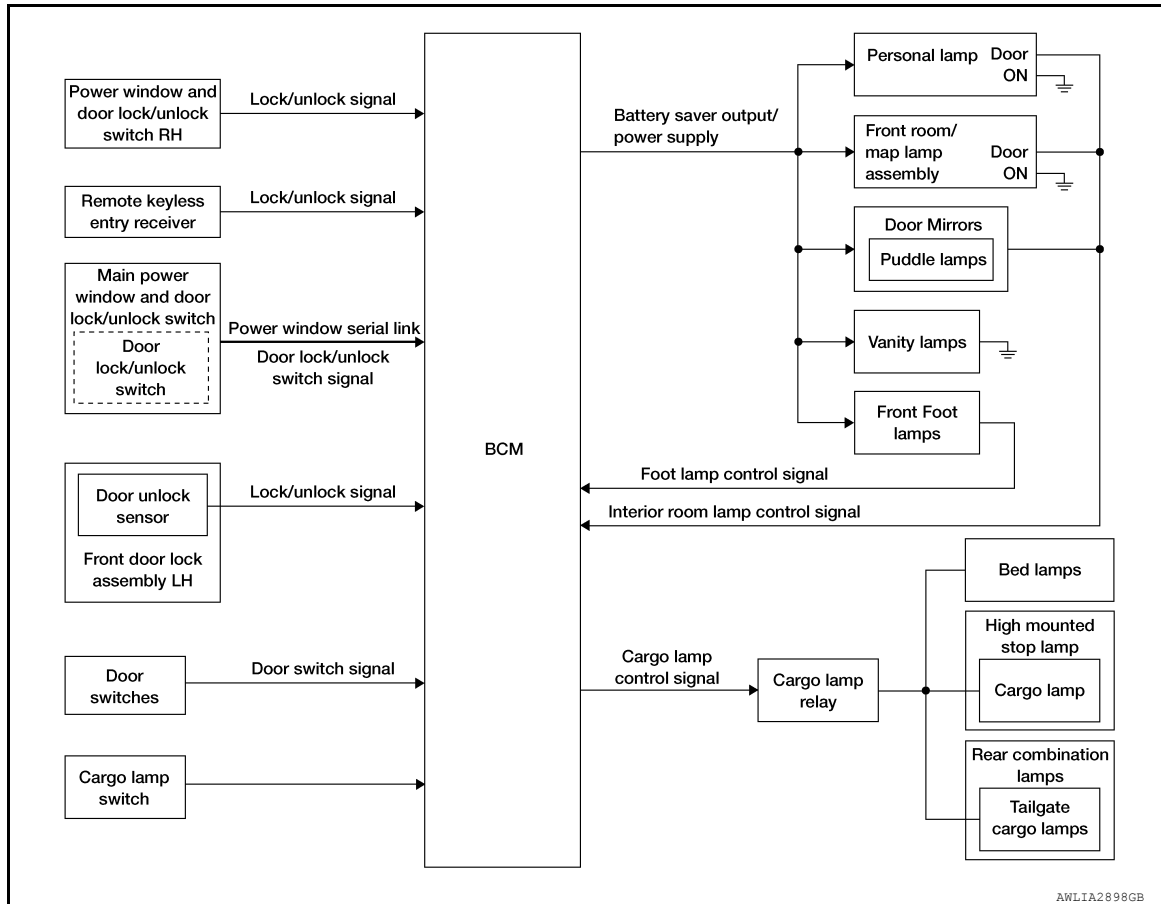 Power window and
door lock/unlock
switch RH
Lock/unlock signal
Remote keyless
entry receiver
Lock/unlock signal
Main power
window and door
lock/unlock switch
Door
lock/unlock
switch
Power window serial link
Door lock/unlock
switch signal
Door unlock
sensor
Front door lock
assembly LH
Lock/unlock signal
Door
switches
Door switch signal
Cargo lamp
switch
BCM
Battery saver output/
power supply
Personal lamp
Door
ON
Front room/
map lamp
assembly
Door
ON
Door Mirrors
Puddle lamps
Vanity lamps
Front Foot
lamps
Foot lamp control signal
Interior room lamp control signal
Cargo lamp
control signal
Cargo lamp
relay
Bed lamps
High mounted
stop lamp
Cargo lamp
Rear combination
lamps
Tailgate
cargo lamps
AWLIA2898GB